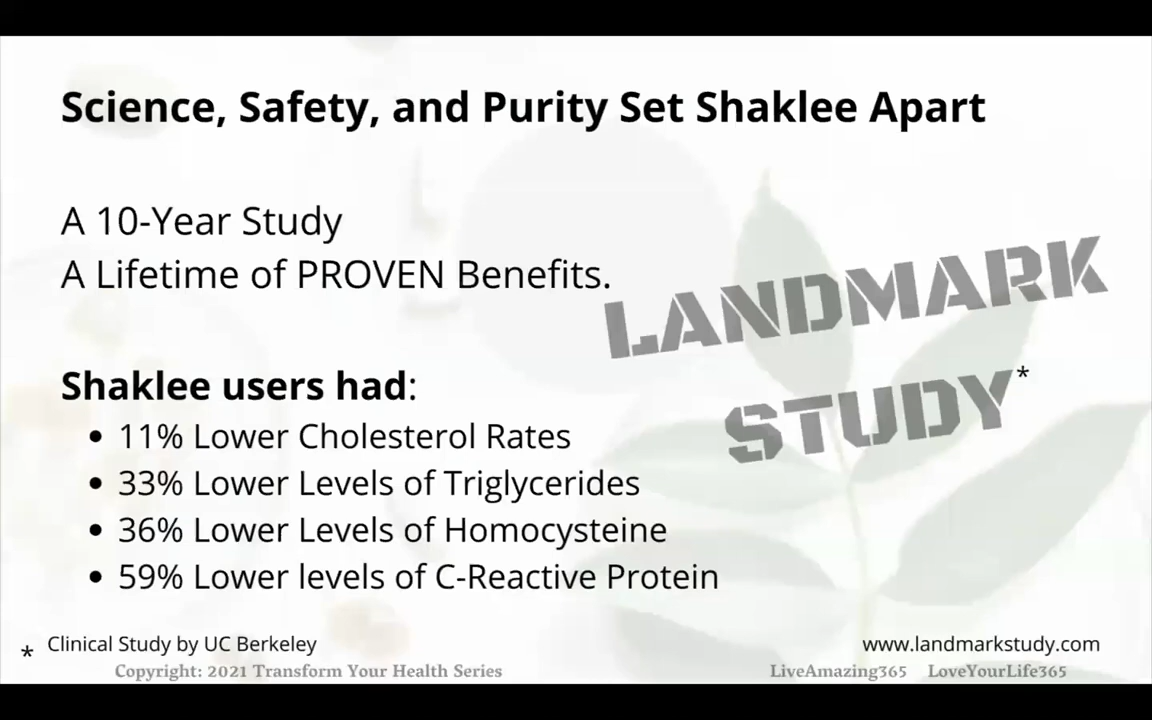 Science, Safety, and Purity Set Shaklee Apart
A 10-Year Study
A Lifetime of PROVEN Benefits.
LANDMARK
STUDY*
Shaklee users had:
• 11% Lower Cholesterol Rates
• 33% Lower Levels of Triglycerides
• 36% Lower Levels of Homocysteine
• 59% Lower levels of C-Reactive Protein
* Clinical Study by UC Berkeley
www.landmarkstudy.com
Copyright: 2021 Transform Your Health Series
LiveAmazing365 LoveYourLife365